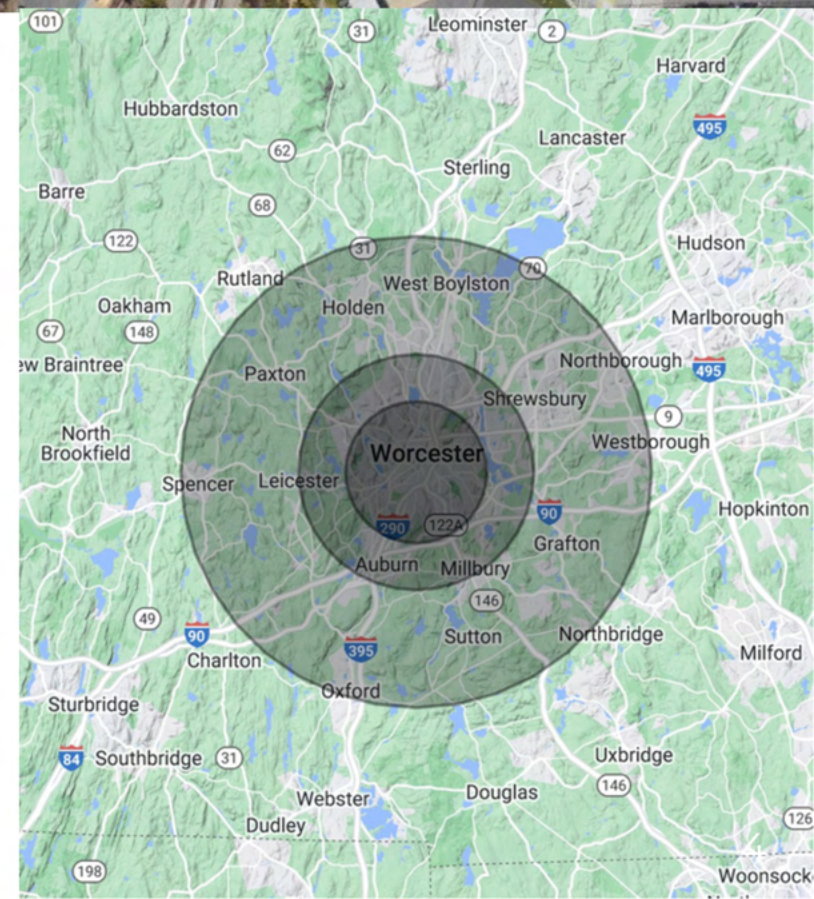 101
31
Leominster
2
Harvard
Hubbardston
495
Lancaster
62
Sterling
Barre
68
122
31
Hudson
70
Rutland
West Boylston
Oakham
Holden
Marlborough
67
148
ew Braintree
Northborough
495
Paxton
Shrewsbury
9
North
Brookfield
Westborough
Worcester
Spencer
Leicester
Hopkinton
90
290
122A
Grafton
Auburn
Millbury
146
49
90
Sutton
Northbridge
395
Milford
Charlton
Oxford
Sturbridge
84
Southbridge
31
Uxbridge
146
Webster
Douglas
126
Dudley
198
Woonsock